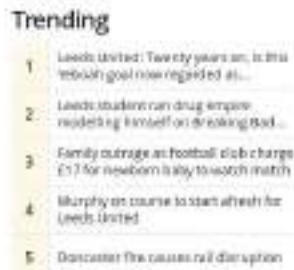 Trending
1
Leeds United: Twenty years on, is this
Yeboah goal now regarded as...
2
Leeds student ran drug empire
modelling himself on Breaking Bad...
3
Family outrage as football club charge
£17 for newborn baby to watch match
4
Murphy on course to start afresh for
Leeds United
5
Doncaster fire causes rail disruption